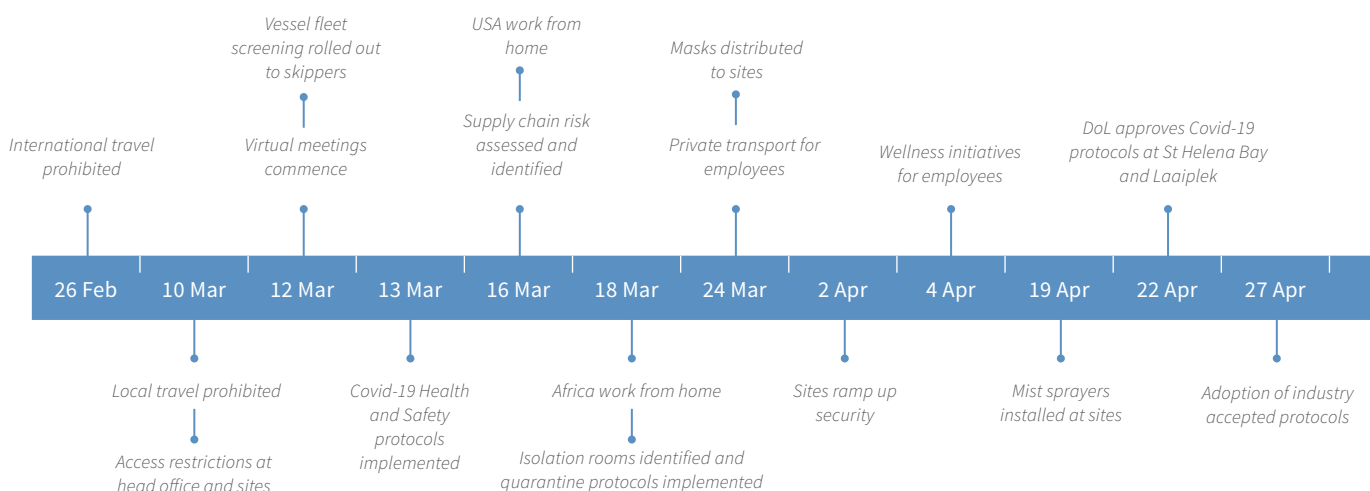 Vessel fleet
screening rolled out
to skippers
USA work from
home
Masks distributed
to sites
International travel
prohibited
Virtual meetings
commence
Supply chain risk
assessed and
identified
Private transport for
employees
Wellness initiatives
for employees
DoL approves Covid-19
protocols at St Helena Bay
and Laaiplek
26 Feb
10 Mar
12 Mar
13 Mar
16 Mar
18 Mar
24 Mar
2 Apr
4 Apr
19 Apr
22 Apr
27 Apr
Local travel prohibited
Access restrictions at
head office and sites
Covid-19 Health
and Safety
protocols
implemented
Africa work from home
Isolation rooms identified and
quarantine protocols implemented
Sites ramp up
security
Mist sprayers
installed at sites
Adoption of industry
accepted protocols